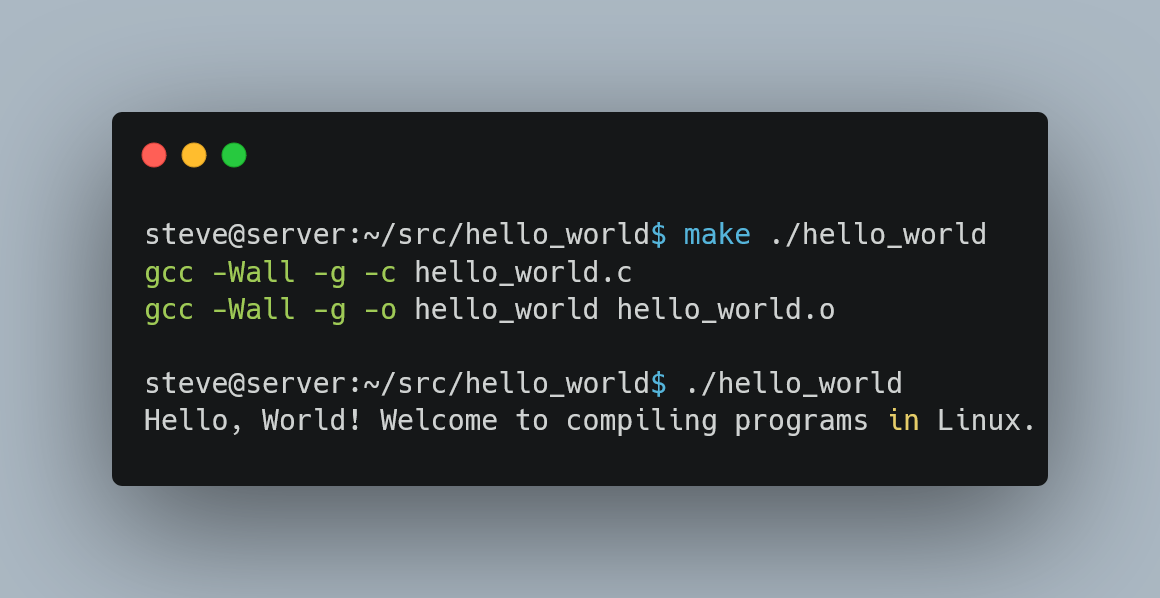 steve@server:~/src/hello_world$ make ./hello_world
gcc -Wall -g -c hello_world.c
gcc -Wall -g -o hello_world hello_world.o
steve@server:~/src/hello_world$ ./hello_world
Hello, World! Welcome to compiling programs in Linux.